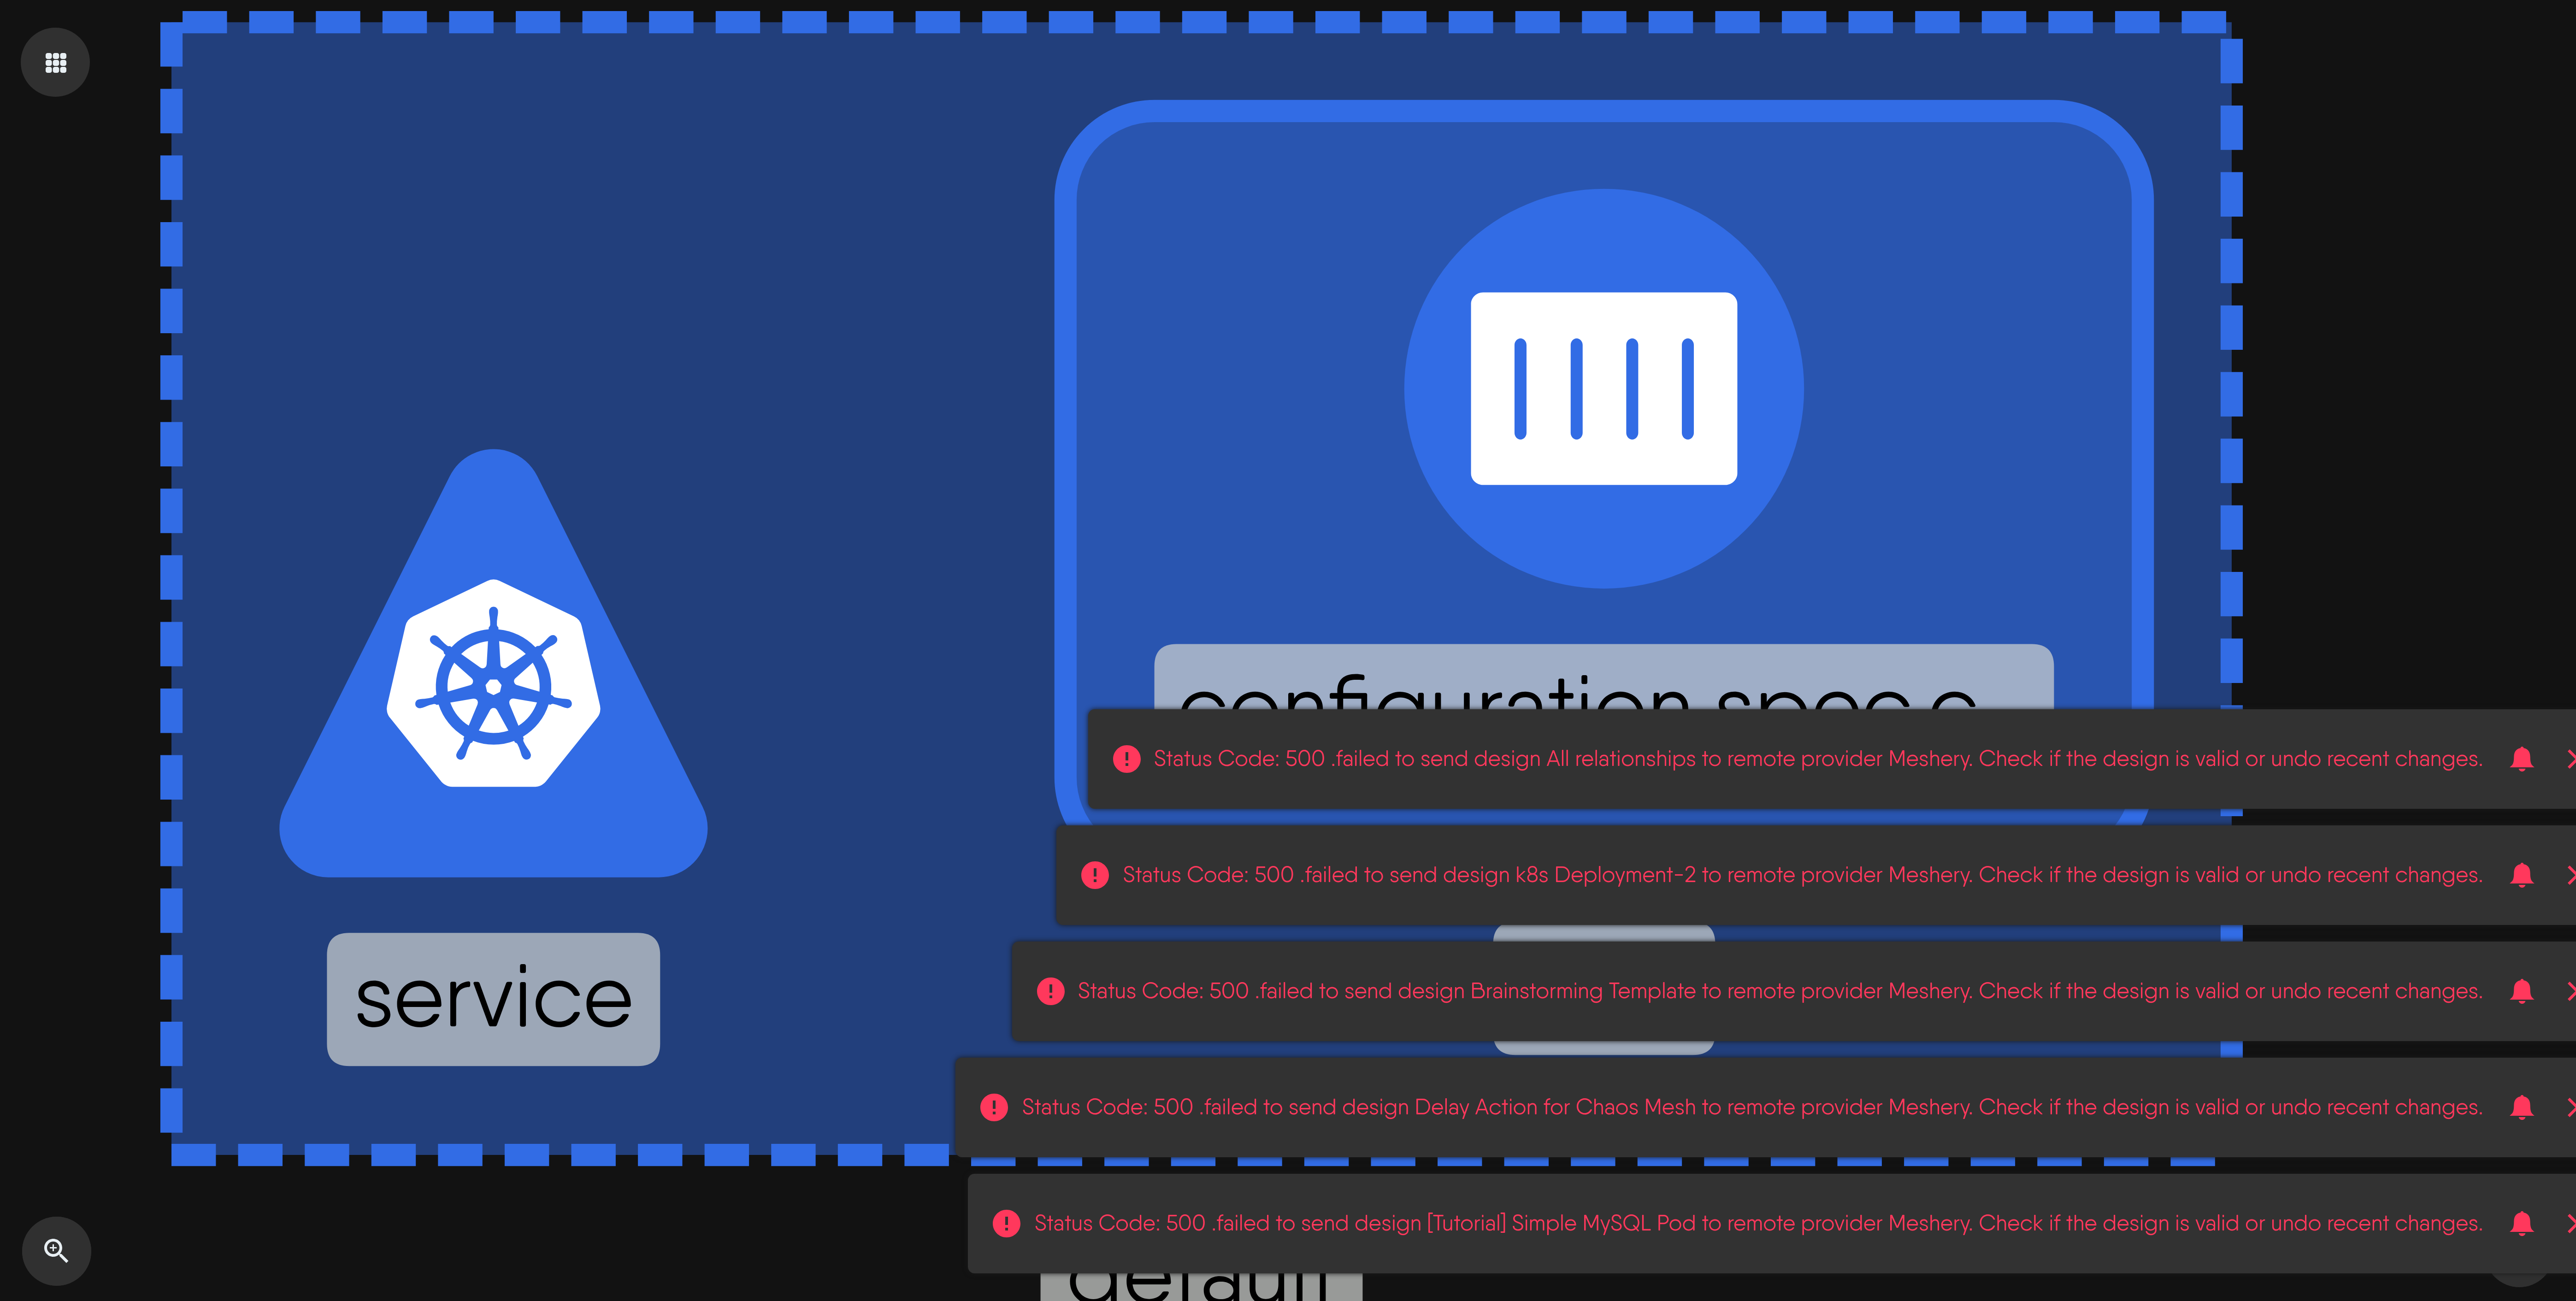 configuration spec c
Status Code: 500 .failed to send design All relationships to remote provider Meshery. Check if the design is valid or undo recent changes.
Status Code: 500 .failed to send design k8s Deployment-2 to remote provider Meshery. Check if the design is valid or undo recent changes.
service
Status Code: 500 .failed to send design Brainstorming Template to remote provider Meshery. Check if the design is valid or undo recent changes.
Status Code: 500 .failed to send design Delay Action for Chaos Mesh to remote provider Meshery. Check if the design is valid or undo recent changes.
Status Code: 500 .failed to send design [Tutorial] Simple MySQL Pod to remote provider Meshery. Check if the design is valid or undo recent changes.
default